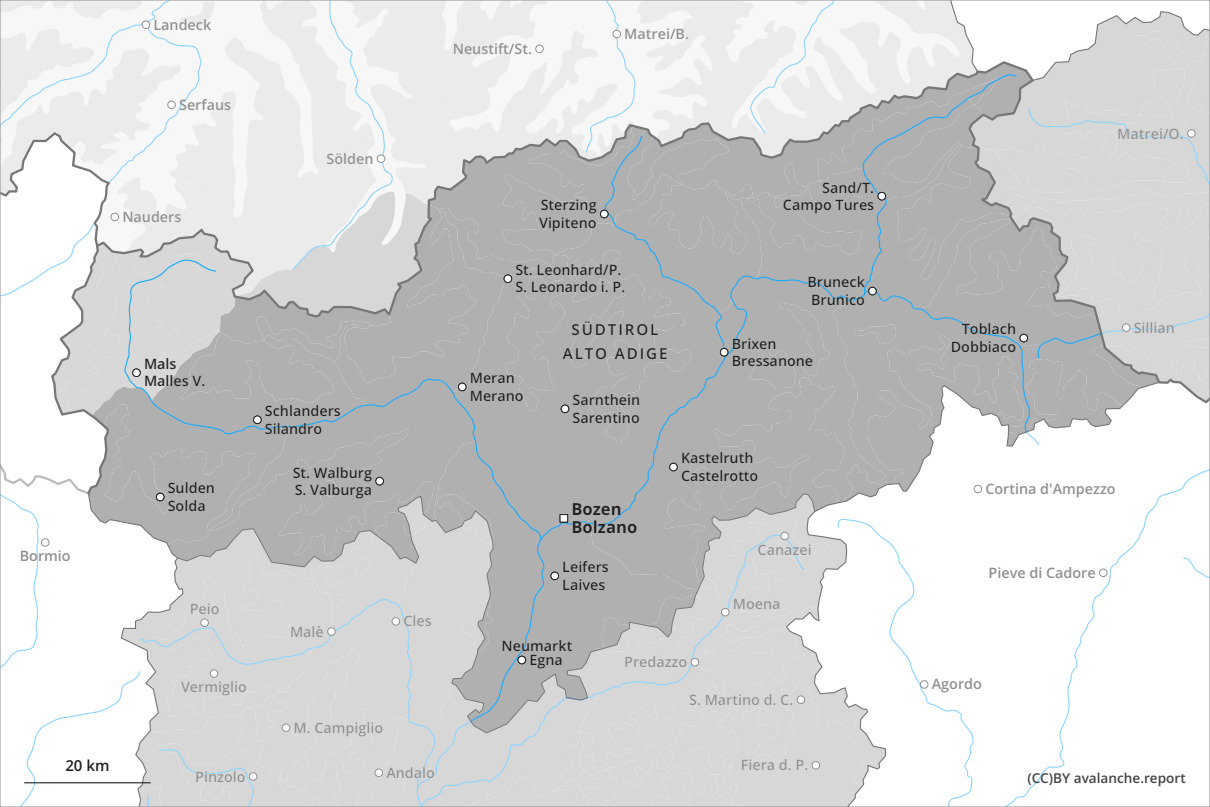 Landeck
Matrei/B.
Neustift/St.
Serfaus
Matrei/O.
Sölden
Sand/T.
Campo Tures
Nauders
Sterzing
Vipiteno
St. Leonhard/P.
S. Leonardo i. P.
Bruneck
Brunico
SÜDTIROL
ALTO ADIGE
Toblach
Dobbiaco
Sillian
Brixen
Bressanone
Mals
Malles V.
Meran
Merano
Sarnthein
Sarentino
Schlanders
Silandro
Kastelruth
Castelrotto
St. Walburg
S. Valburga
Sulden
Solda
Cortina d'Ampezzo
Bozen
Bolzano
Canazei
Bormio
Leifers
Laives
Pieve di Cadore
Peio
Moena
Malè
Cles
Neumarkt
Egna
Predazzo
Vermiglio
Agordo
S. Martino d. C.
M. Campiglio
Fiera d. P.
20 km
Pinzolo
Andalo
(CC)BY avalanche.report